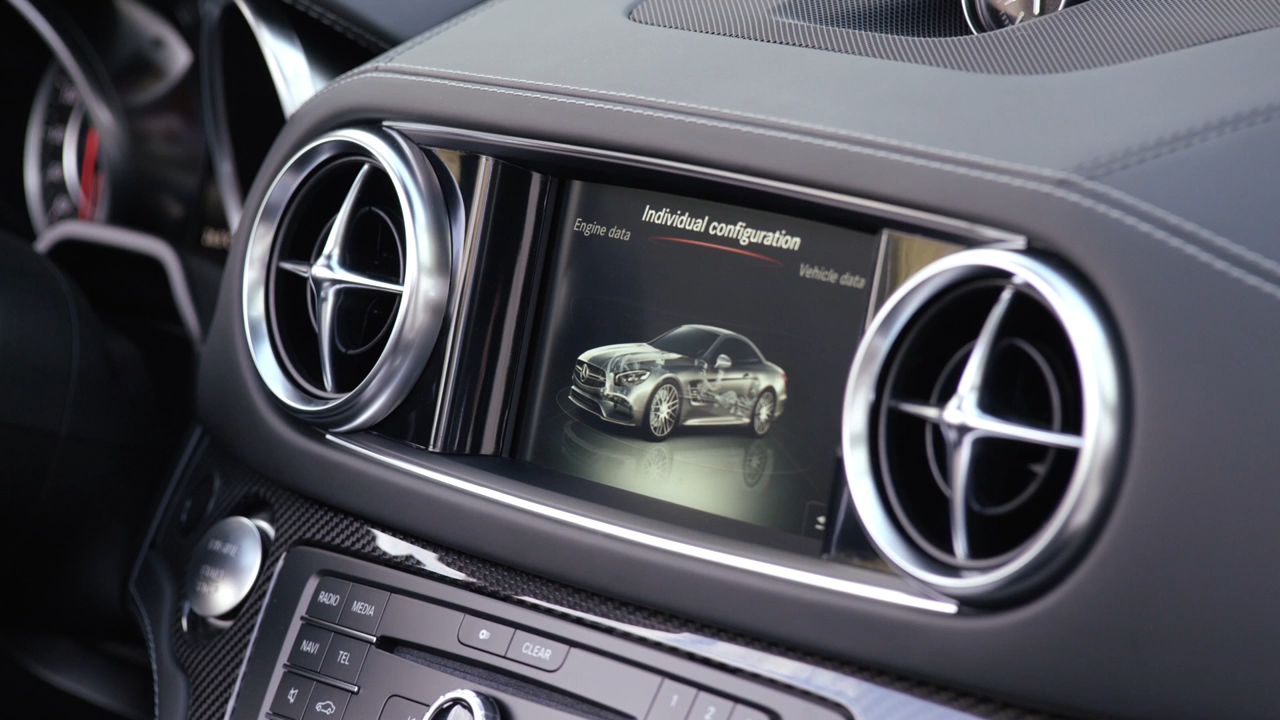 Individual configuration
Engine data
Vehicle data
RADIO
MEDIA
NAVI
TEL
CLEAR
1
2